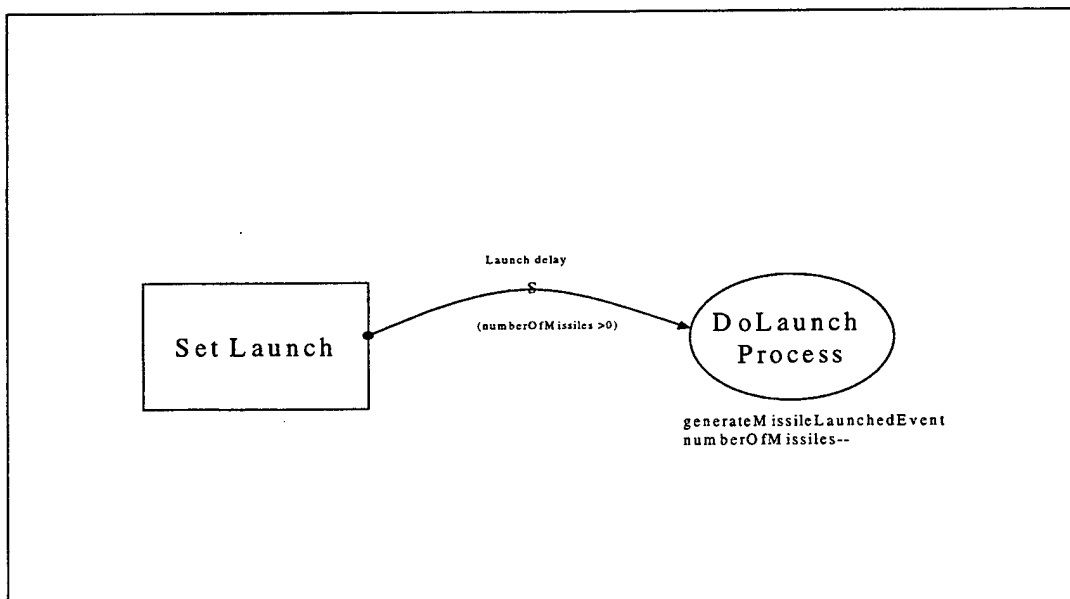 Launch delay
S
(numberOfMissiles >0)
Set Launch
DoLaunch
Process
generateMissileLaunchedEvent
numberOfMissiles--